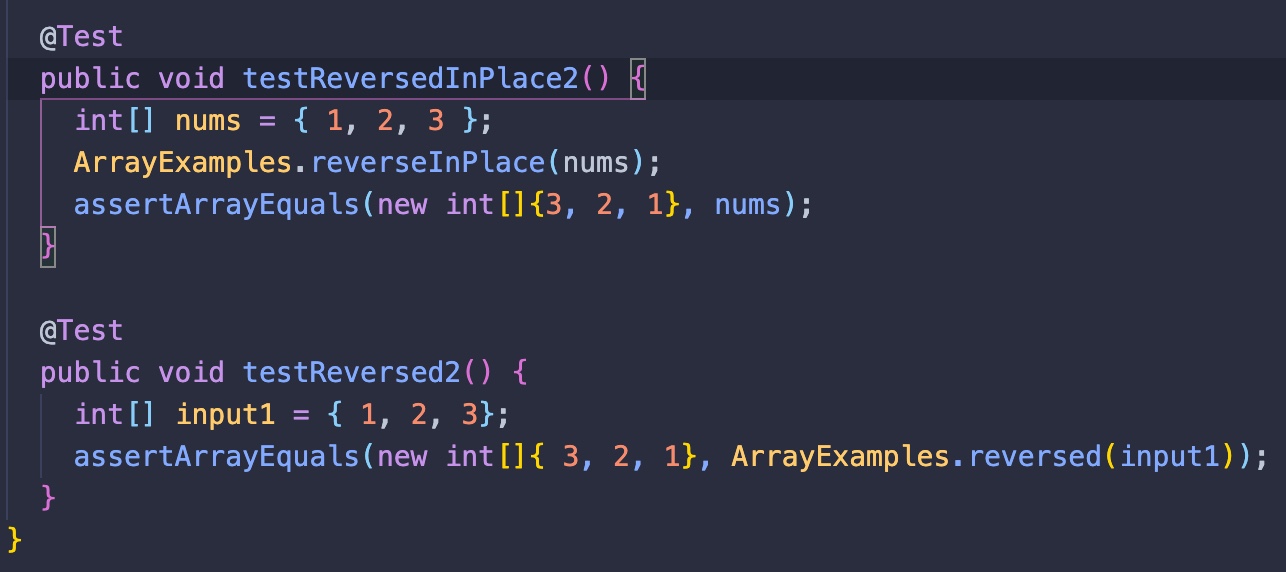 @Test
public void testReversedInPlace2() {
int[] nums = { 1, 2, 3 };
ArrayExamples.reverseInPlace(nums);
assertArrayEquals(new int[]{3, 2, 1}, nums);
}
@Test
public void testReversed2() {
int[] input1 = { 1, 2, 3};
assertArrayEquals(new int[]{ 3, 2, 1}, ArrayExamples.reversed(input1));
}
}